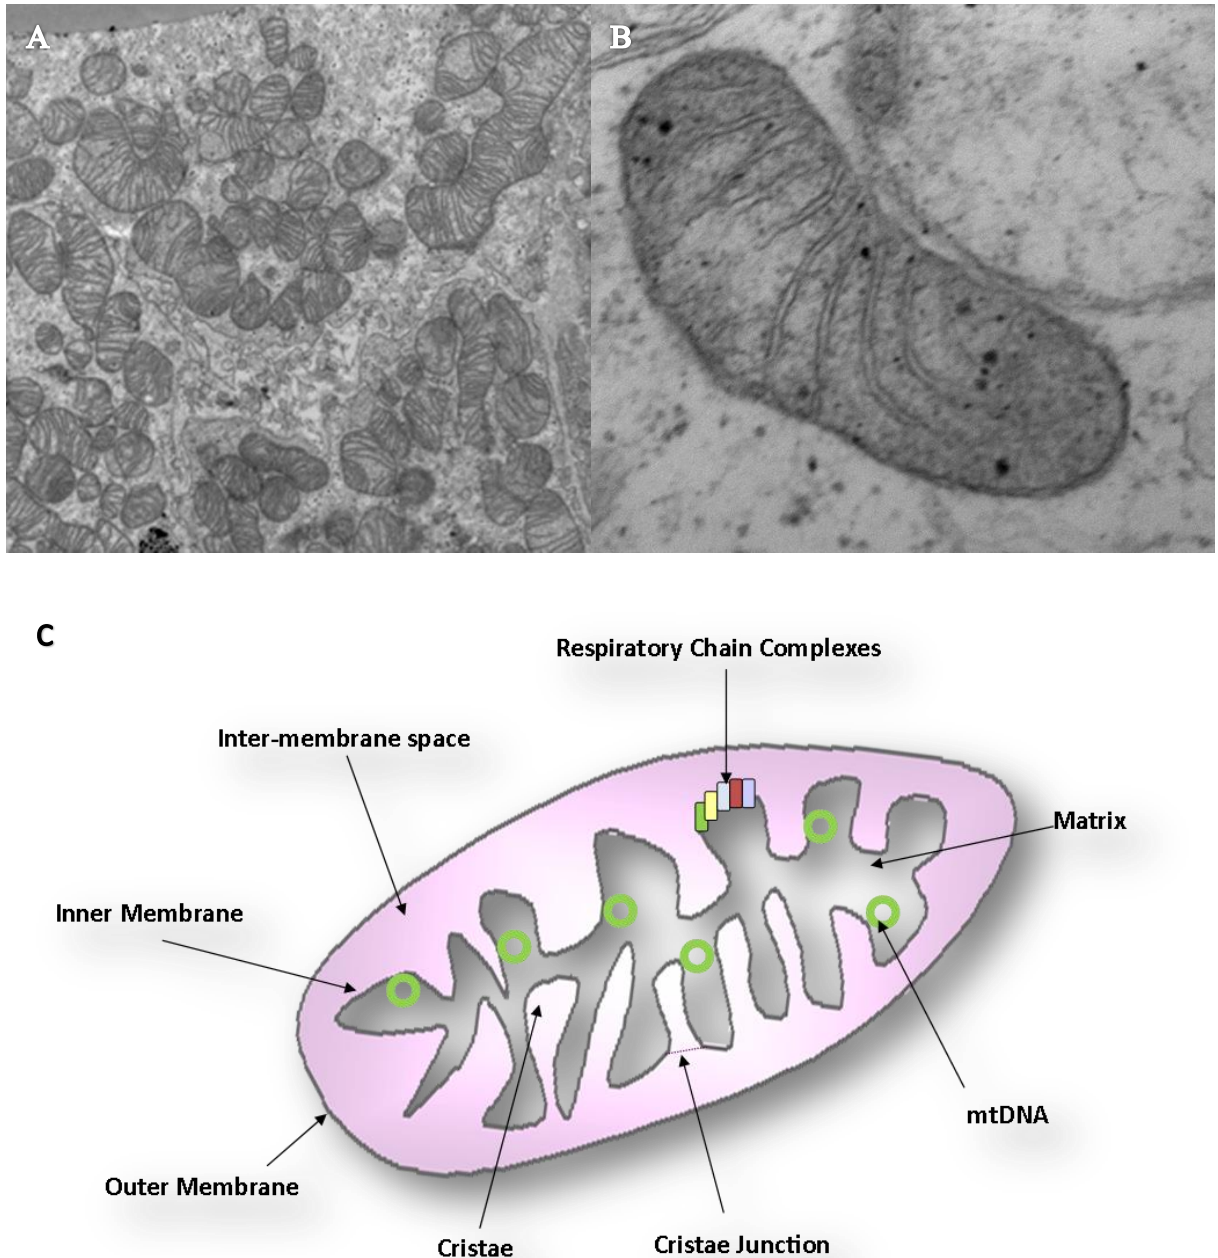 A
B
C
Respiratory Chain Complexes
Inter-membrane space
Matrix
Inner Membrane
mtDNA
Outer Membrane
Cristae
Cristae Junction